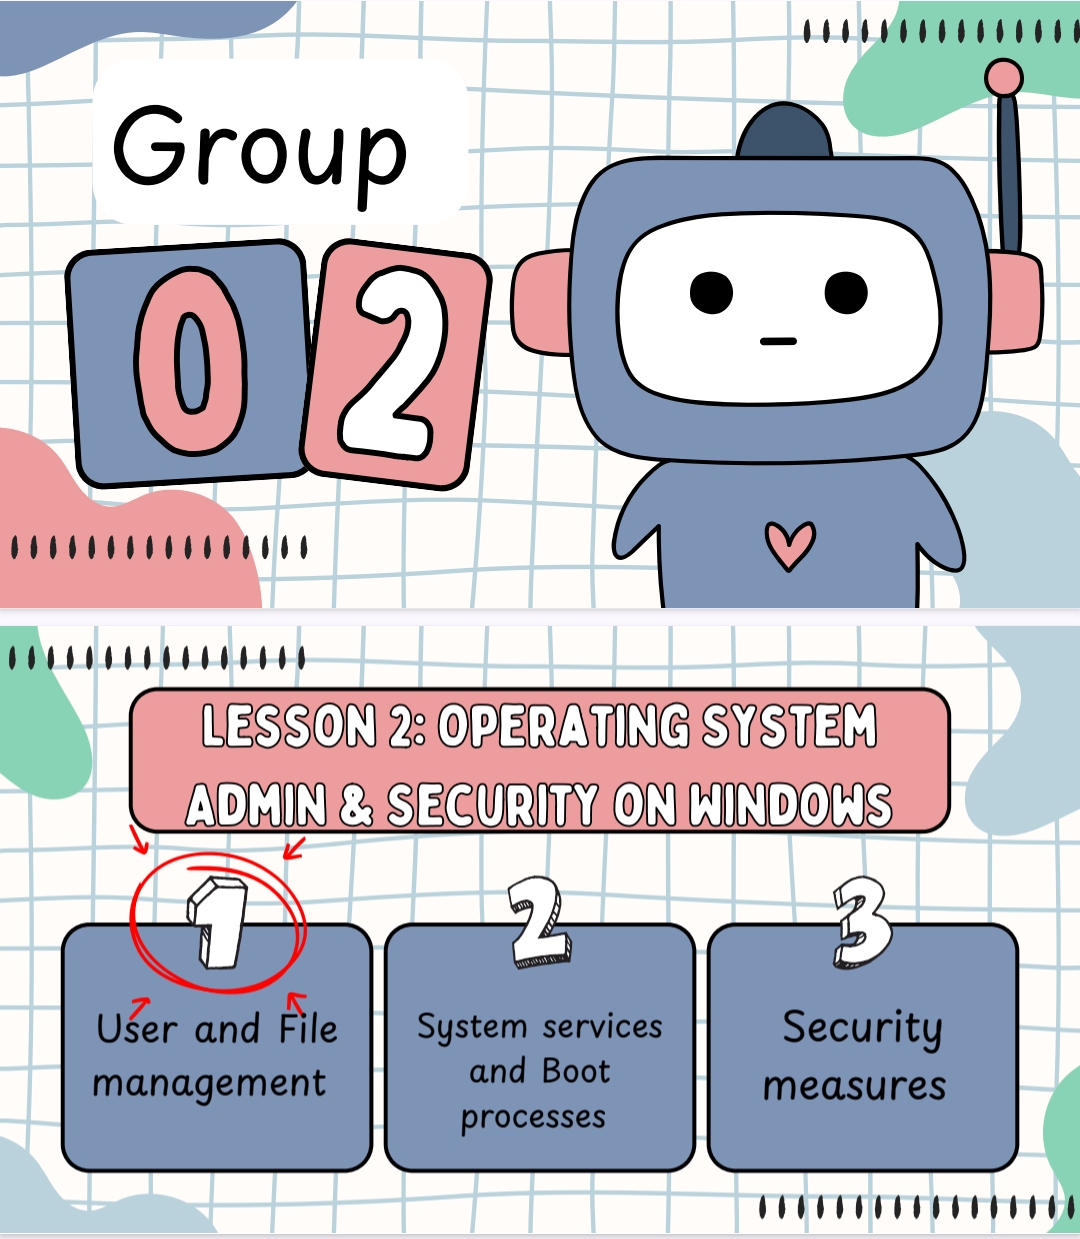 Group
02
LESSON 2: OPERATING SYSTEM
ADMIN & SECURITY ON WINDOWS
1
User and File
management
2
System services
and Boot
processes
3
Security
measures